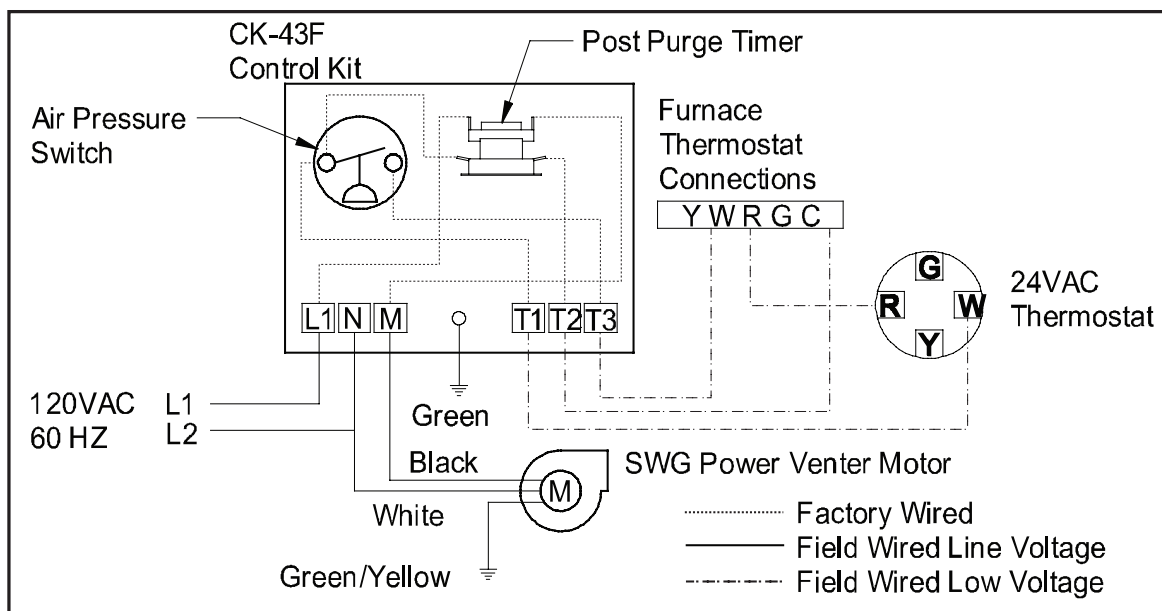 CK-43F
Control Kit
Post Purge Timer
Air Pressure
Switch
Furnace
Thermostat
Connections
Y W R G C
G
R
W
Y
24VAC
Thermostat
L1 N M
T1 T2 T3
120VAC L1
60 HZ L2
Green
Black
SWG Power Venter Motor
M
White
Green/Yellow
Factory Wired
Field Wired Line Voltage
Field Wired Low Voltage